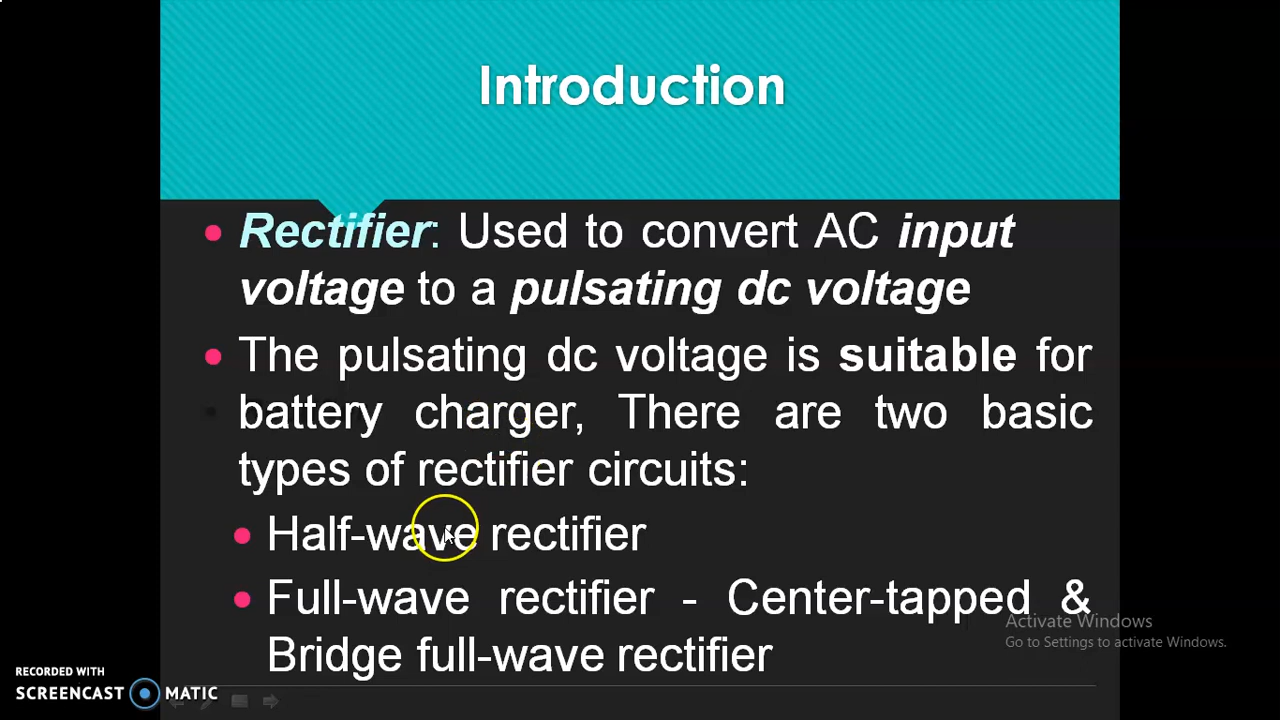 Introduction
Rectifier: Used to convert AC input
voltage to a pulsating dc voltage
The pulsating dc voltage is suitable for
battery charger, There are two basic
types of rectifier circuits:
Half-wave rectifier
Full-wave rectifier - Center-tapped &
Bridge full-wave rectifier
Activate Windows
Go to Settings to activate Windows.
RECORDED WITH
SCREENCAST MATIC